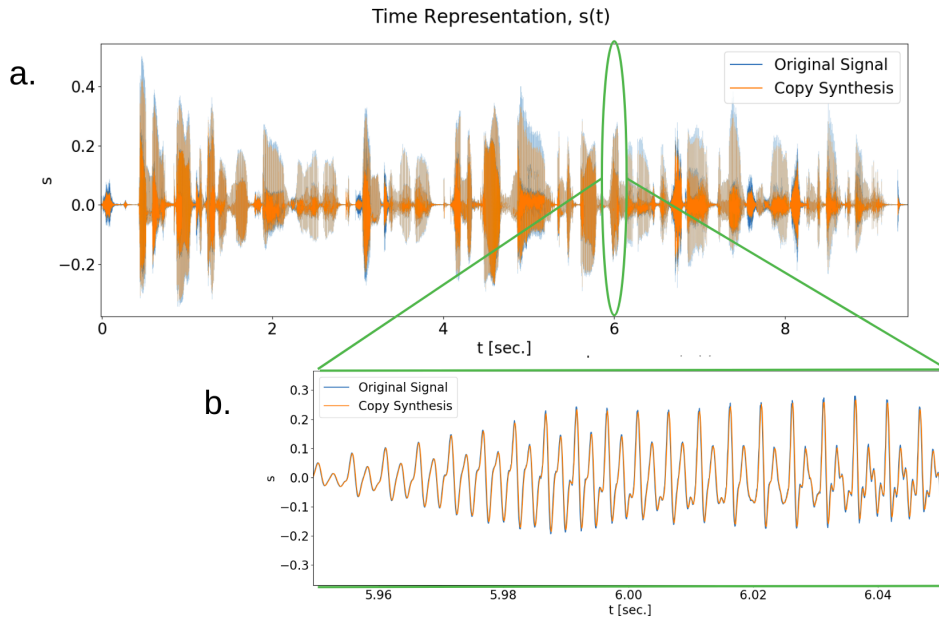 Time Representation, s(t)
a.
Original Signal
Copy Synthesis
s
0.4
0.2
0.0
−0.2
0 2 4 6 8
t [sec.]
b.
Original Signal
Copy Synthesis
s
0.3
0.2
0.1
0.0
−0.1
−0.2
−0.3
5.96 5.98 6.00 6.02 6.04
t [sec.]